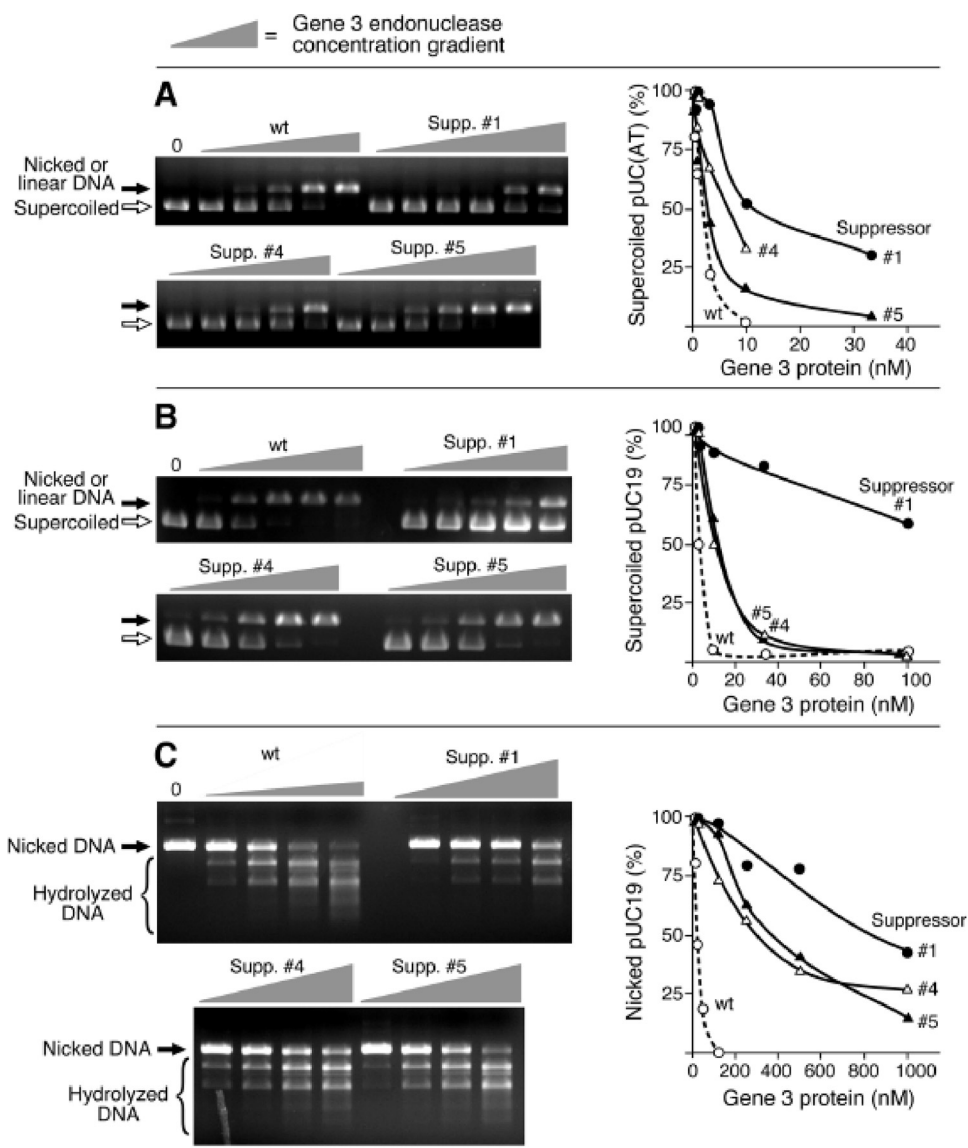 = Gene 3 endonuclease
concentration gradient
A
0
wt
Supp. #1
Nicked or
linear DNA
Supercoiled
Supp. #4
Supp. #5
Supercoiled pUC(AT) (%)
100
75
50
25
0
10
20
30
40
Gene 3 protein (nM)
Suppressor
#1
#4
#5
wt
B
0
wt
Supp. #1
Nicked or
linear DNA
Supercoiled
Supp. #4
Supp. #5
Supercoiled pUC19 (%)
100
75
50
25
0
20
40
60
80
100
Gene 3 protein (nM)
Suppressor
#1
#5
#4
wt
C
0
wt
Supp. #1
Nicked DNA
Hydrolyzed
DNA
Supp. #4
Supp. #5
Nicked DNA
Hydrolyzed
DNA
Nicked pUC19 (%)
100
75
50
25
0
200
400
600
800
1000
Gene 3 protein (nM)
Suppressor
#1
#4
#5
wt